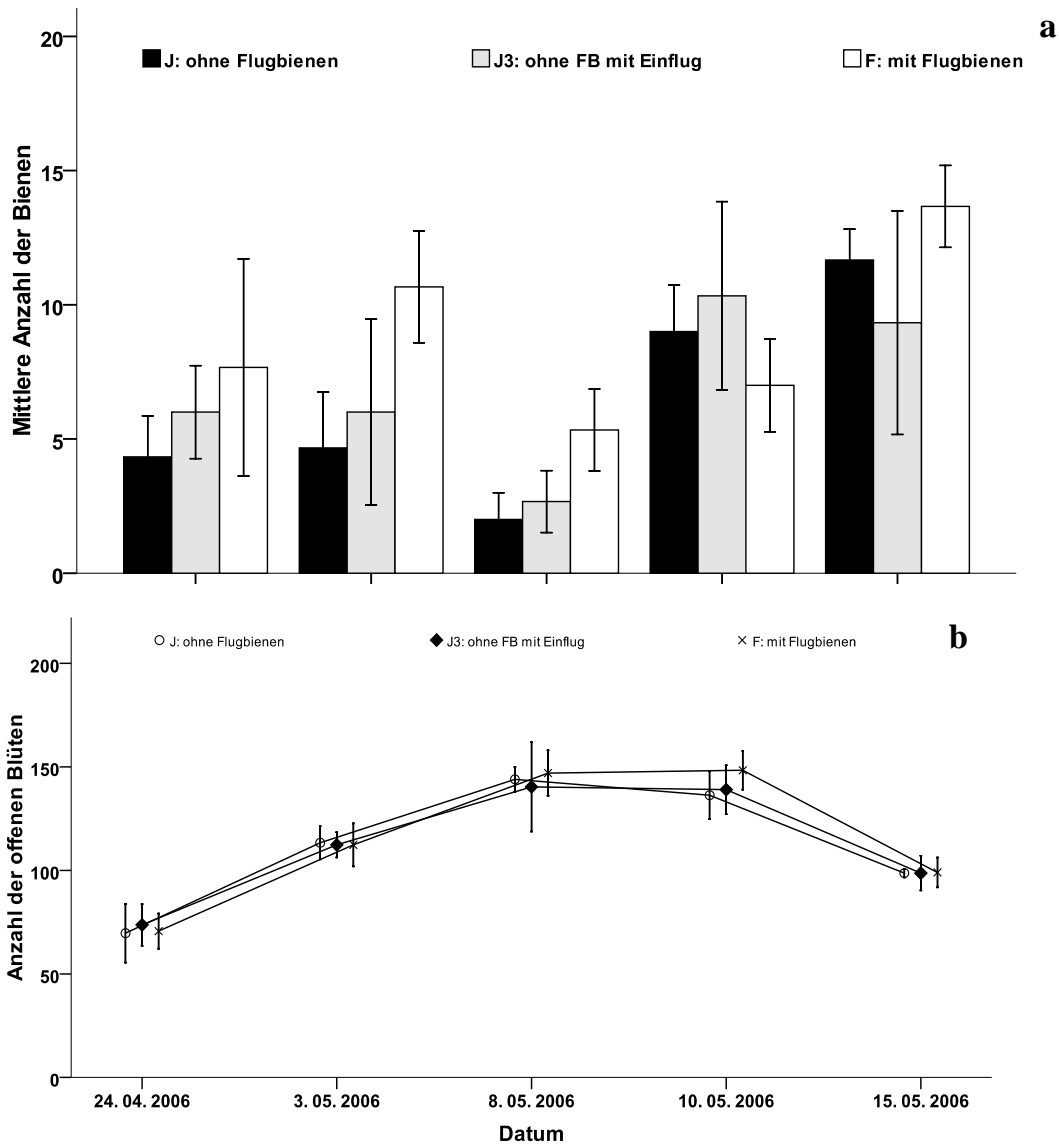 a
20
J: ohne Flugbienen J3: ohne FB mit Einflug F: mit Flugbienen
15
10
5
0
Mittlere Anzahl der Bienen
b
J: ohne Flugbienen J3: ohne FB mit Einflug F: mit Flugbienen
200
150
100
50
0
Anzahl der offenen Blüten
24. 04. 2006 3. 05. 2006 8. 05. 2006 10. 05. 2006 15. 05. 2006
Datum